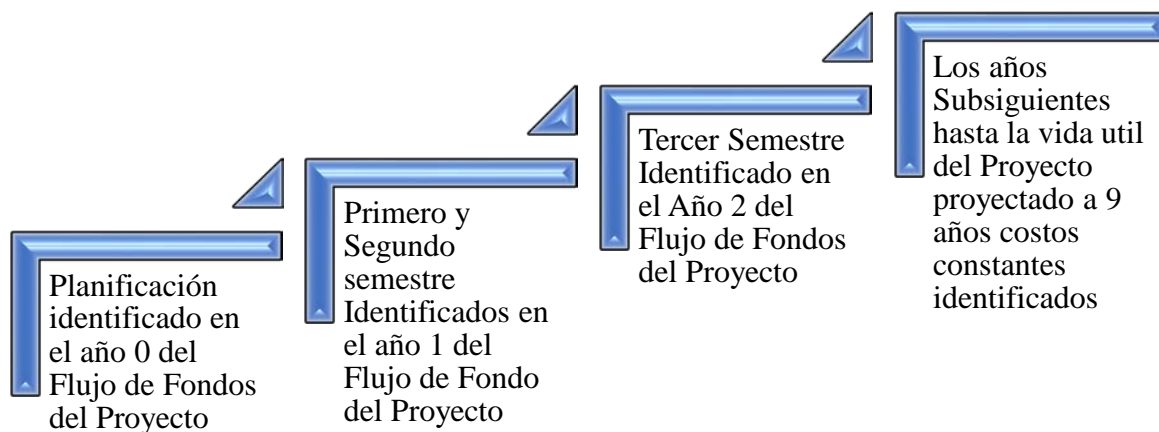 Planificación
identificado en
el año 0 del
Flujo de Fondos
del Proyecto
Primero y
Segundo
semestre
Identificados en
el año 1 del
Flujo de Fondo
del Proyecto
Tercer Semestre
Identificado en
el Año 2 del
Flujo de Fondos
del Proyecto
Los años
Subsiguientes
hasta la vida util
del Proyecto
proyectado a 9
años costos
constantes
identificados